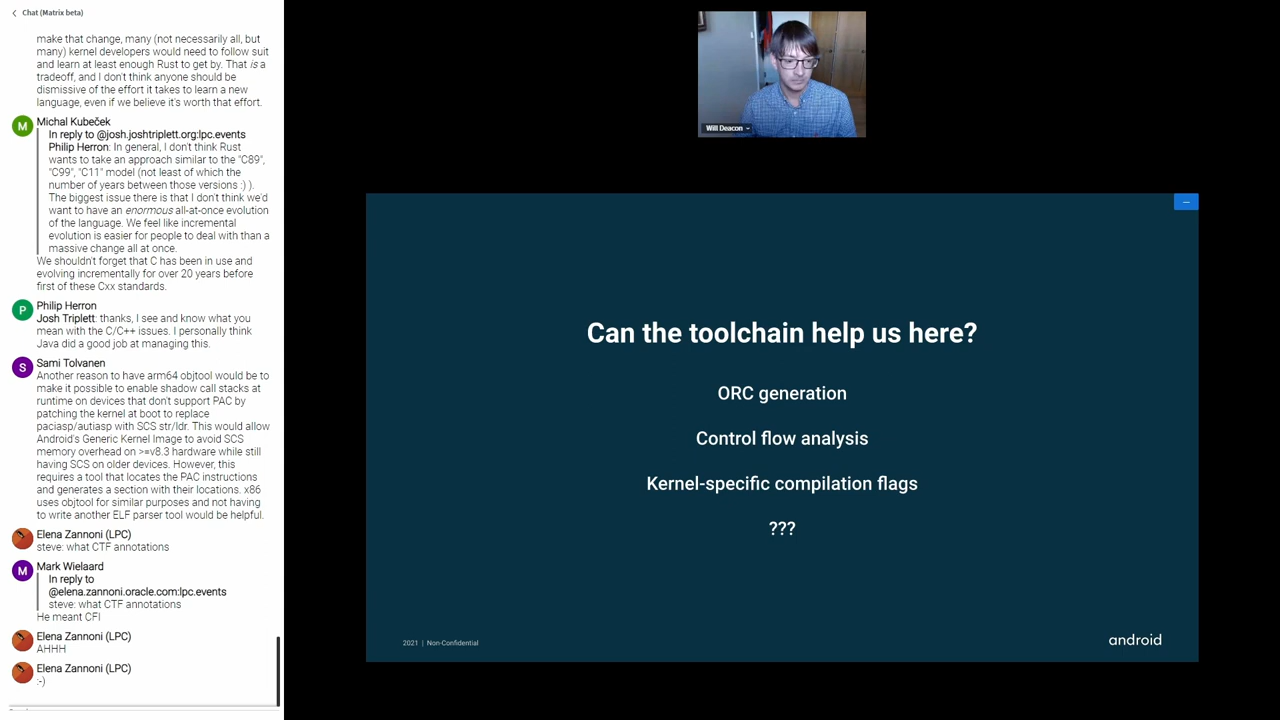 Chat (Matrix beta)
make that change, many (not necessarily all, but
many) kernel developers would need to follow suit
and learn at least enough Rust to get by. That is a
tradeoff, and I don't think anyone should be
dismissive of the effort it takes to learn a new
language, even if we believe it's worth that effort.
M
Michal Kubeček
In reply to @josh.joshtriplett.org:lpc.events
Philip Herron: In general, I don't think Rust
wants to take an approach similar to the "C89",
"C99", "C11" model (not least of which the
number of years between those versions :) ).
The biggest issue there is that I don't think we'd
want to have an enormous all-at-once evolution
of the language. We feel like incremental
evolution is easier for people to deal with than a
massive change all at once.
We shouldn't forget that C has been in use and
evolving incrementally for over 20 years before
first of these Cxx standards.
P
Philip Herron
Josh Triplett: thanks, I see and know what you
mean with the C/C++ issues. I personally think
Java did a good job at managing this.
S
Sami Tolvanen
Another reason to have arm64 objtool would be to
make it possible to enable shadow call stacks at
runtime on devices that don't support PAC by
patching the kernel at boot to replace
paciasp/autiasp with SCS str/ldr. This would allow
Android's Generic Kernel Image to avoid SCS
memory overhead on >=v8.3 hardware while still
having SCS on older devices. However, this
requires a tool that locates the PAC instructions
and generates a section with their locations. x86
uses objtool for similar purposes and not having
to write another ELF parser tool would be helpful.
Elena Zannoni (LPC)
steve: what CTF annotations
M
Mark Wielaard
In reply to
@elena.zannoni.oracle.com:lpc.events
steve: what CTF annotations
He meant CFI
Elena Zannoni (LPC)
AHHH
Elena Zannoni (LPC)
:-)
Will Deacon
Can the toolchain help us here?
ORC generation
Control flow analysis
Kernel-specific compilation flags
???
2021 | Non-Confidential
android